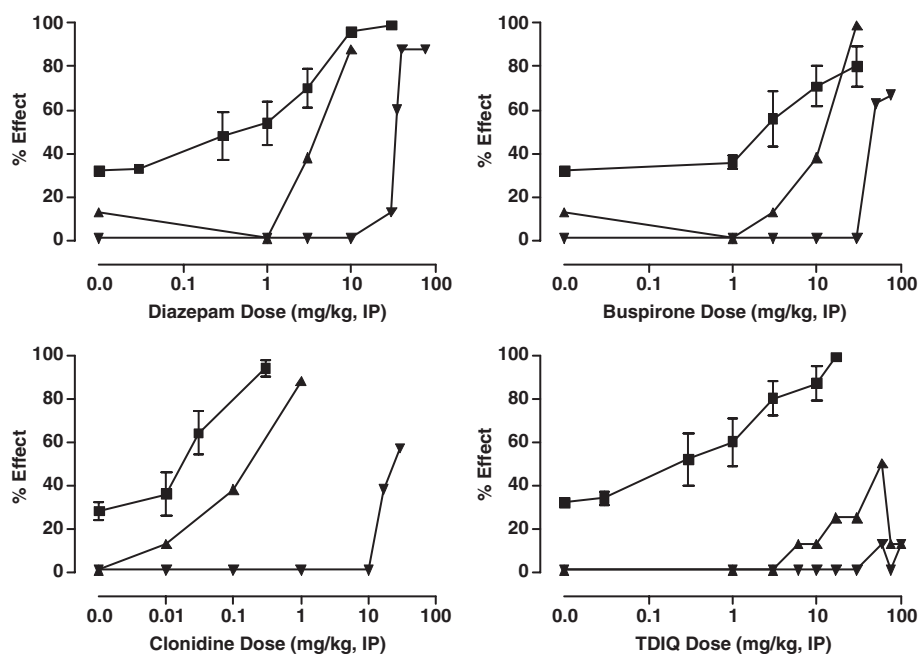 100
80
60
40
20
0
% Effect
0.0 0.1 1 10 100
Diazepam Dose (mg/kg, IP)
100
80
60
40
20
0
% Effect
0.0 0.1 1 10 100
Buspirone Dose (mg/kg, IP)
100
80
60
40
20
0
% Effect
0.0 0.01 0.1 1 10 100
Clonidine Dose (mg/kg, IP)
100
80
60
40
20
0
% Effect
0.0 0.1 1 10 100
TDIQ Dose (mg/kg, IP)